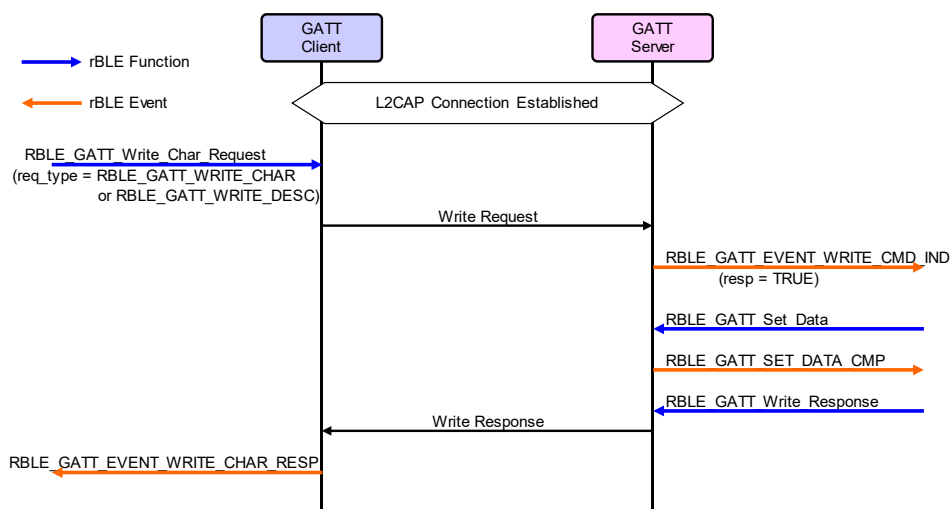 GATT
Client
GATT
Server
rBLE Function
rBLE Event
L2CAP Connection Established
RBLE_GATT_Write_Char_Request
(req_type = RBLE_GATT_WRITE_CHAR
or RBLE_GATT_WRITE_DESC)
Write Request
RBLE_GATT_EVENT_WRITE_CMD_IND
(resp = TRUE)
RBLE_GATT_Set_Data
RBLE_GATT_SET_DATA_CMP
RBLE_GATT_Write_Response
Write Response
RBLE_GATT_EVENT_WRITE_CHAR_RESP